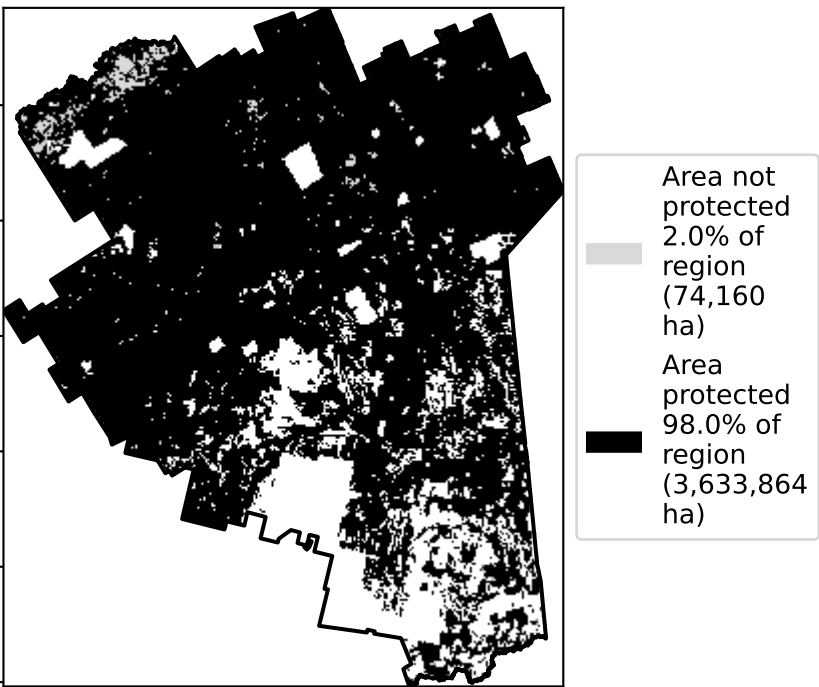 Area not
protected
2.0% of
region
(74,160
ha)
Area
protected
98.0% of
region
(3,633,864
ha)